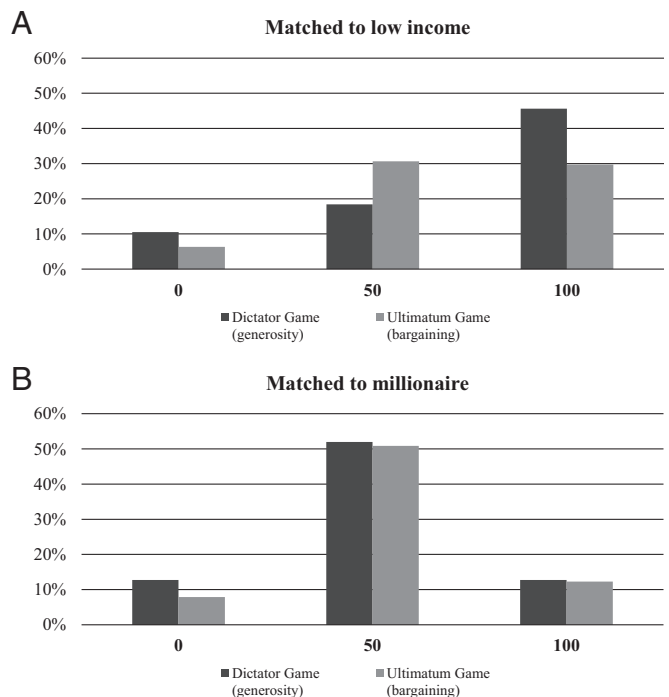 A
Matched to low income
60%
50%
40%
30%
20%
10%
0%
0 50 100
Dictator Game Ultimatum Game
(generosity) (bargaining)
B
Matched to millionaire
60%
50%
40%
30%
20%
10%
0%
0 50 100
Dictator Game Ultimatum Game
(generosity) (bargaining)